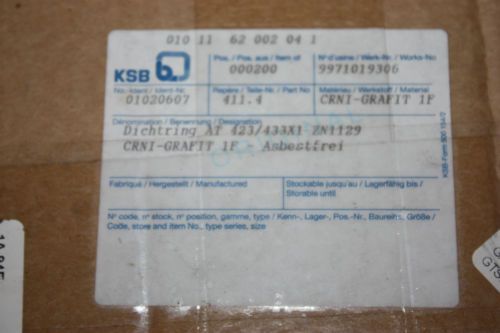 010 11 62 002 04 1
KSB
Pos. / Pos. aus / Item of
000200
N° d'usine / Werk-Nr. / Works-No
9971019306
No.-Ident / Ident-Nr.
01020607
Repère / Teile-Nr. / Part No
411.4
Matériau / Werkstoff / Material
CRNI-GRAFIT 1F
Dénomination / Benennung / Designation
Dichtring AT 423/433X1 ZN1129
CRNI-GRAFIT 1F Asbestfrei
ORIGINAL
Fabriqué / Hergestellt / Manufactured
Stockable jusqu'au / Lagerfähig bis /
Storable until
N° code, n° stock, n° position, gamme, type / Kenn-, Lager-, Pos.-Nr., Baureihe, Größe /
Code, store and item No., type series, size